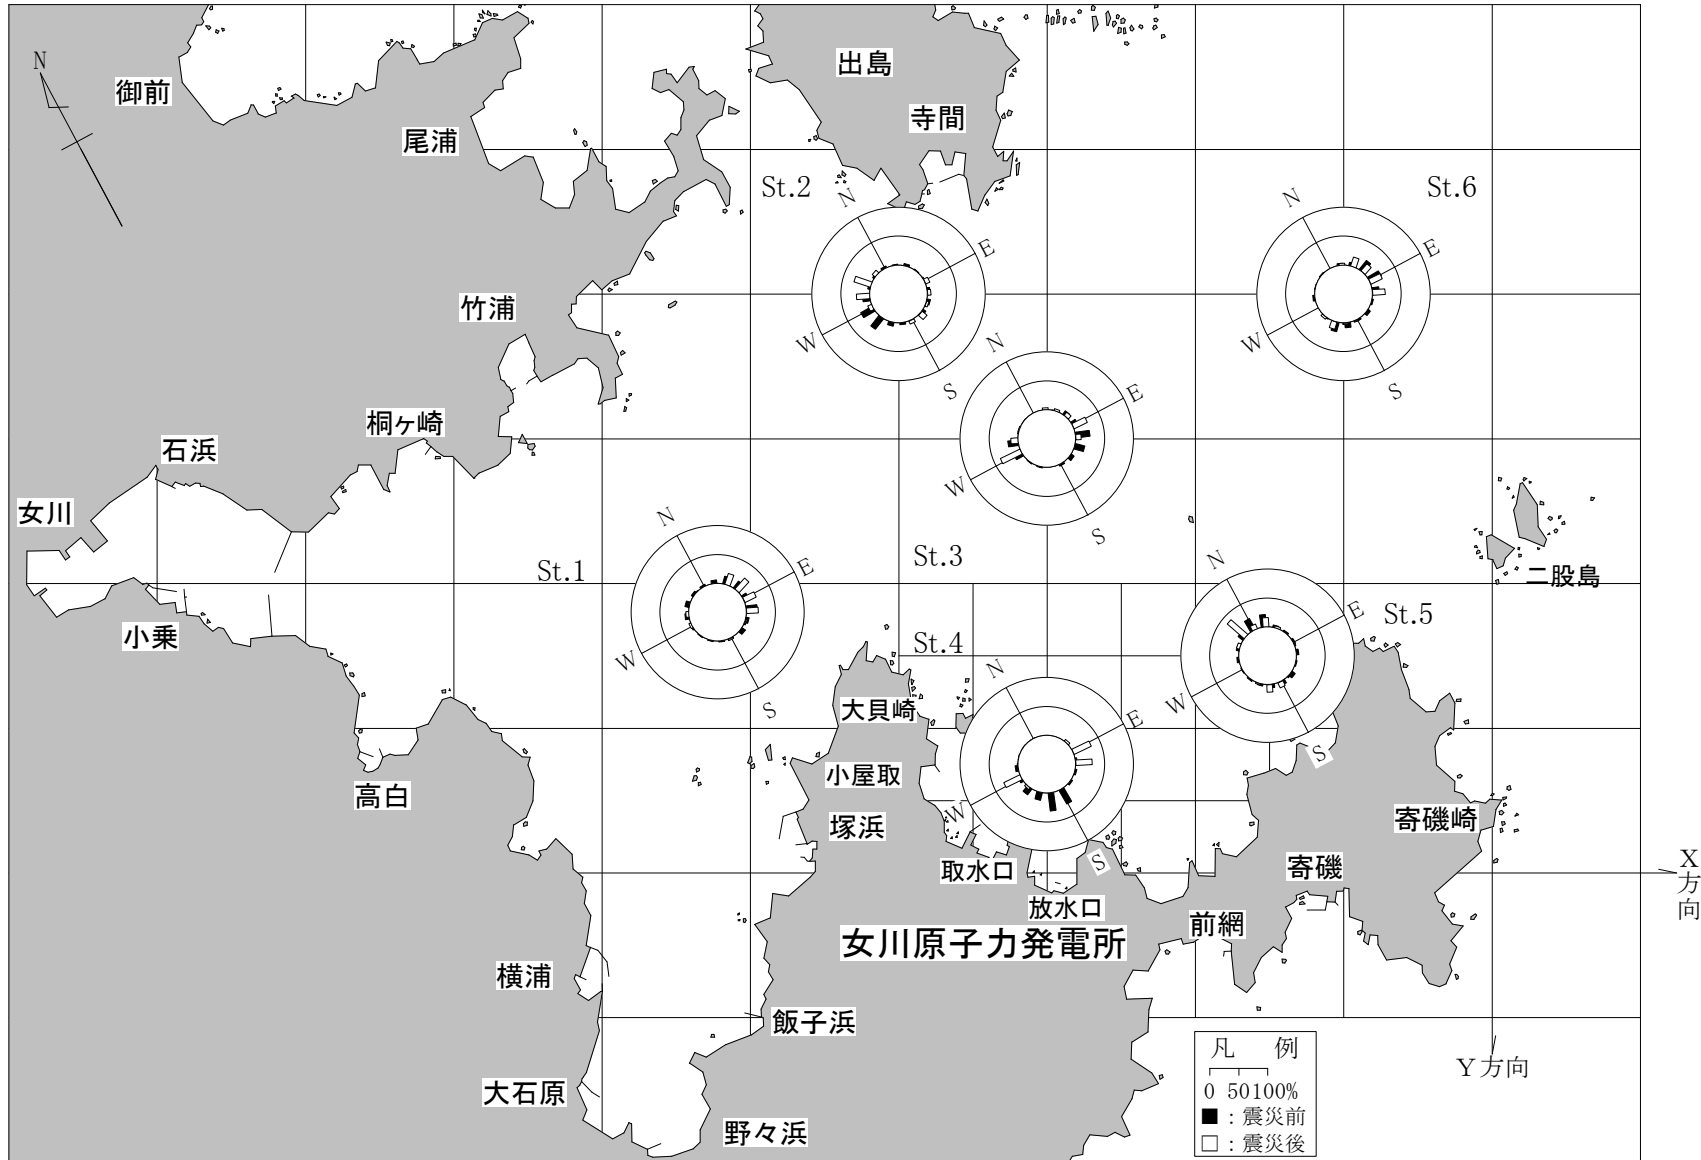 N
御前
尾浦
出島
寺間
St.2
St.6
N
E
W
S
N
E
W
S
竹浦
N
E
W
S
桐ヶ崎
石浜
女川
小乗
St.1
St.3
二股島
N
E
W
S
N
E
W
S
St.5
St.4
N
E
W
S
大貝崎
小屋取
塚浜
高白
取水口
放水口
寄磯崎
寄磯
前網
女川原子力発電所
X方向
横浦
飯子浜
大石原
野々浜
凡 例
0 50100%
■：震災前
□：震災後
Y方向